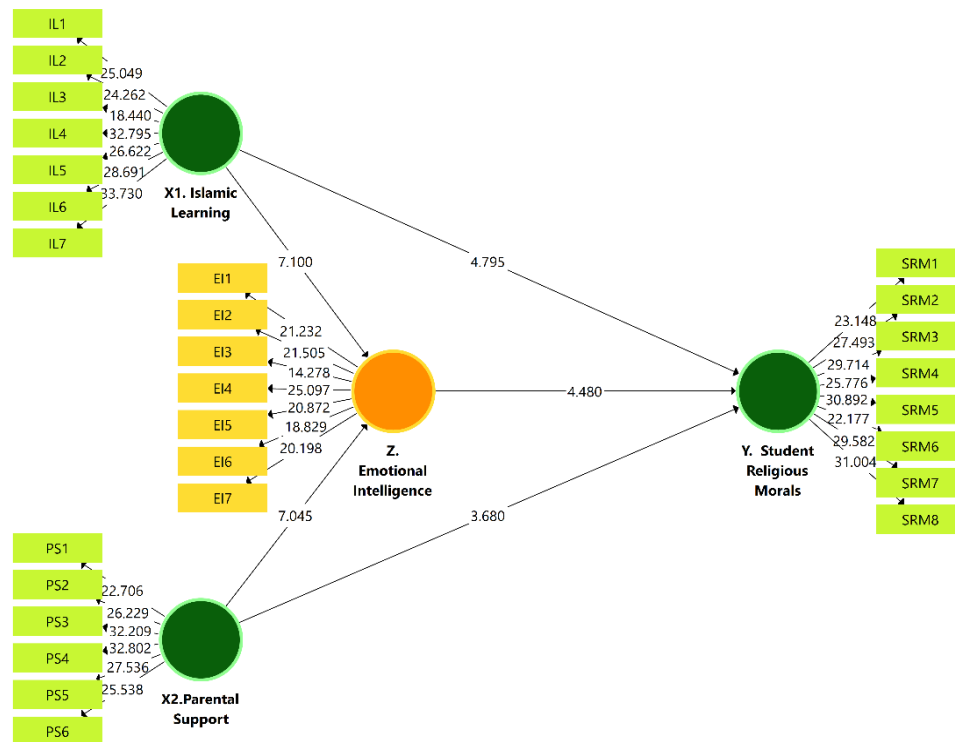 IL1
IL2
IL3
IL4
IL5
IL6
IL7
25.049
24.262
18.440
32.795
26.622
28.691
33.730
X1. Islamic
Learning
7.100
4.795
EI1
EI2
EI3
EI4
EI5
EI6
EI7
21.232
21.505
14.278
25.097
20.872
18.829
20.198
Z.
Emotional
Intelligence
4.480
SRM1
SRM2
SRM3
SRM4
SRM5
SRM6
SRM7
SRM8
23.148
27.493
29.714
25.776
30.892
22.177
29.582
31.004
Y. Student
Religious
Morals
7.045
3.680
PS1
PS2
PS3
PS4
PS5
PS6
22.706
26.229
32.209
32.802
27.536
25.538
X2.Parental
Support